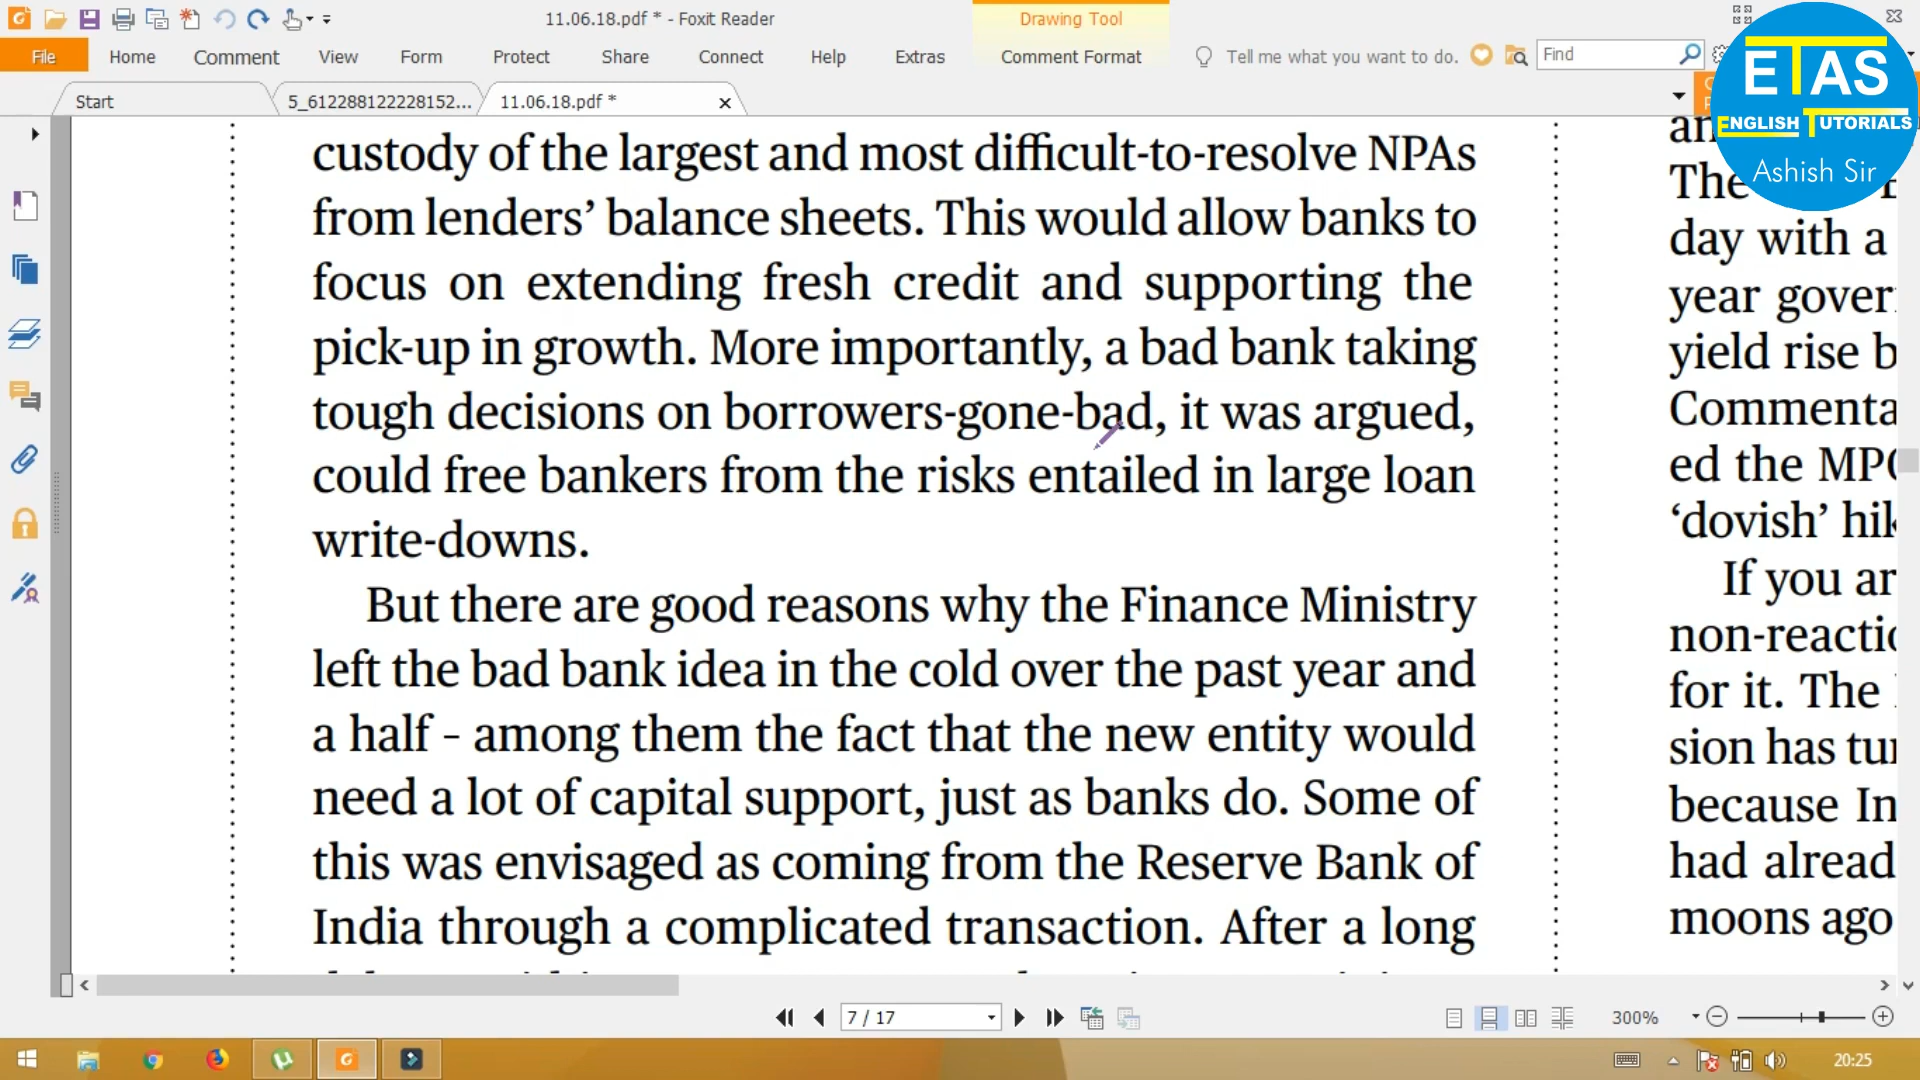 11.06.18.pdf * - Foxit Reader
Drawing Tool
File Home Comment View Form Protect Share Connect Help Extras Comment Format Tell me what you want to do. Find
Start 5_612288122228152... 11.06.18.pdf *
ETAS
ENGLISH TUTORIALS
Ashish Sir
custody of the largest and most difficult-to-resolve NPAs
from lenders’ balance sheets. This would allow banks to
focus on extending fresh credit and supporting the
pick-up in growth. More importantly, a bad bank taking
tough decisions on borrowers-gone-bad, it was argued,
could free bankers from the risks entailed in large loan
write-downs.
But there are good reasons why the Finance Ministry
left the bad bank idea in the cold over the past year and
a half – among them the fact that the new entity would
need a lot of capital support, just as banks do. Some of
this was envisaged as coming from the Reserve Bank of
India through a complicated transaction. After a long
The
day with a
year gover
yield rise b
Commenta
ed the MPC
‘dovish’ hik
If you ar
non-reactio
for it. The
sion has tur
because In
had alread
moons ago
7 / 17
300%
20:25